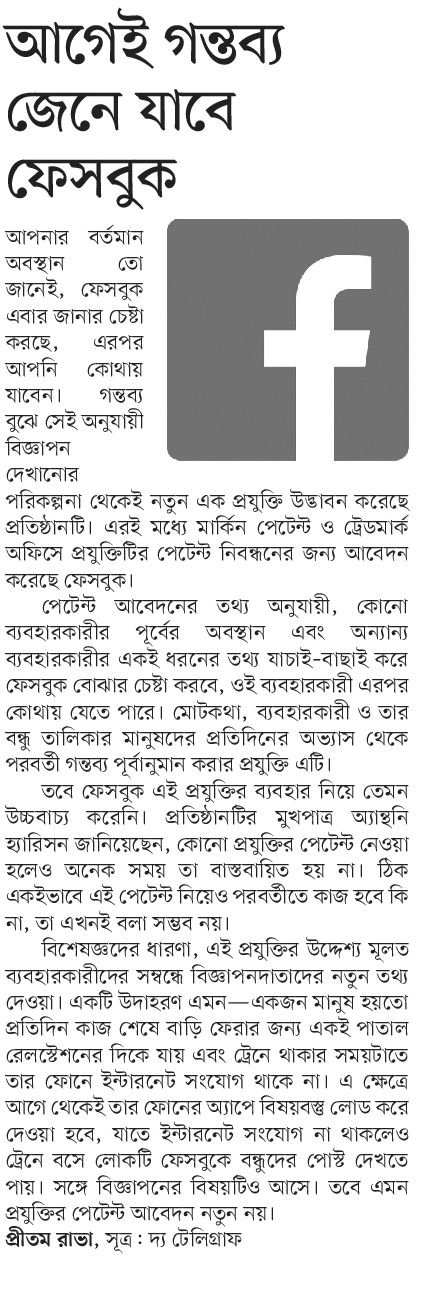 আগেই গন্তব্য
জেনে যাবে
ফেসবুক
আপনার বর্তমান
অবস্থান তো
জানেই, ফেসবুক
এবার জানার চেষ্টা
করছে, এরপর
আপনি কোথায়
যাবেন। গন্তব্য
বুঝে সেই অনুযায়ী
বিজ্ঞাপন
দেখানোর
পরিকল্পনা থেকেই নতুন এক প্রযুক্তি উদ্ভাবন করেছে
প্রতিষ্ঠানটি। এরই মধ্যে মার্কিন পেটেন্ট ও ট্রেডমার্ক
অফিসে প্রযুক্তিটির পেটেন্ট নিবন্ধনের জন্য আবেদন
করেছে ফেসবুক।
পেটেন্ট আবেদনের তথ্য অনুযায়ী, কোনো
ব্যবহারকারীর পূর্বের অবস্থান এবং অন্যান্য
ব্যবহারকারীর একই ধরনের তথ্য যাচাই-বাছাই করে
ফেসবুক বোঝার চেষ্টা করবে, ওই ব্যবহারকারী এরপর
কোথায় যেতে পারে। মোটকথা, ব্যবহারকারী ও তার
বন্ধু তালিকার মানুষদের প্রতিদিনের অভ্যাস থেকে
পরবর্তী গন্তব্য পূর্বানুমান করার প্রযুক্তি এটি।
তবে ফেসবুক এই প্রযুক্তির ব্যবহার নিয়ে তেমন
উচ্চবাচ্য করেনি। প্রতিষ্ঠানটির মুখপাত্র অ্যান্থনি
হ্যারিসন জানিয়েছেন, কোনো প্রযুক্তির পেটেন্ট নেওয়া
হলেও অনেক সময় তা বাস্তবায়িত হয় না। ঠিক
একইভাবে এই পেটেন্ট নিয়েও পরবর্তীতে কাজ হবে কি
না, তা এখনই বলা সম্ভব নয়।
বিশেষজ্ঞদের ধারণা, এই প্রযুক্তির উদ্দেশ্য মূলত
ব্যবহারকারীদের সম্বন্ধে বিজ্ঞাপনদাতাদের নতুন তথ্য
দেওয়া। একটি উদাহরণ এমন—একজন মানুষ হয়তো
প্রতিদিন কাজ শেষে বাড়ি ফেরার জন্য একই পাতাল
রেলস্টেশনের দিকে যায় এবং ট্রেনে থাকার সময়টাতে
তার ফোনে ইন্টারনেট সংযোগ থাকে না। এ ক্ষেত্রে
আগে থেকেই তার ফোনের অ্যাপে বিষয়বস্তু লোড করে
দেওয়া হবে, যাতে ইন্টারনেট সংযোগ না থাকলেও
ট্রেনে বসে লোকটি ফেসবুকে বন্ধুদের পোস্ট দেখতে
পায়। সঙ্গে বিজ্ঞাপনের বিষয়টিও আসে। তবে এমন
প্রযুক্তির পেটেন্ট আবেদন নতুন নয়।
প্রীতম রাভা, সূত্র : দ্য টেলিগ্রাফ